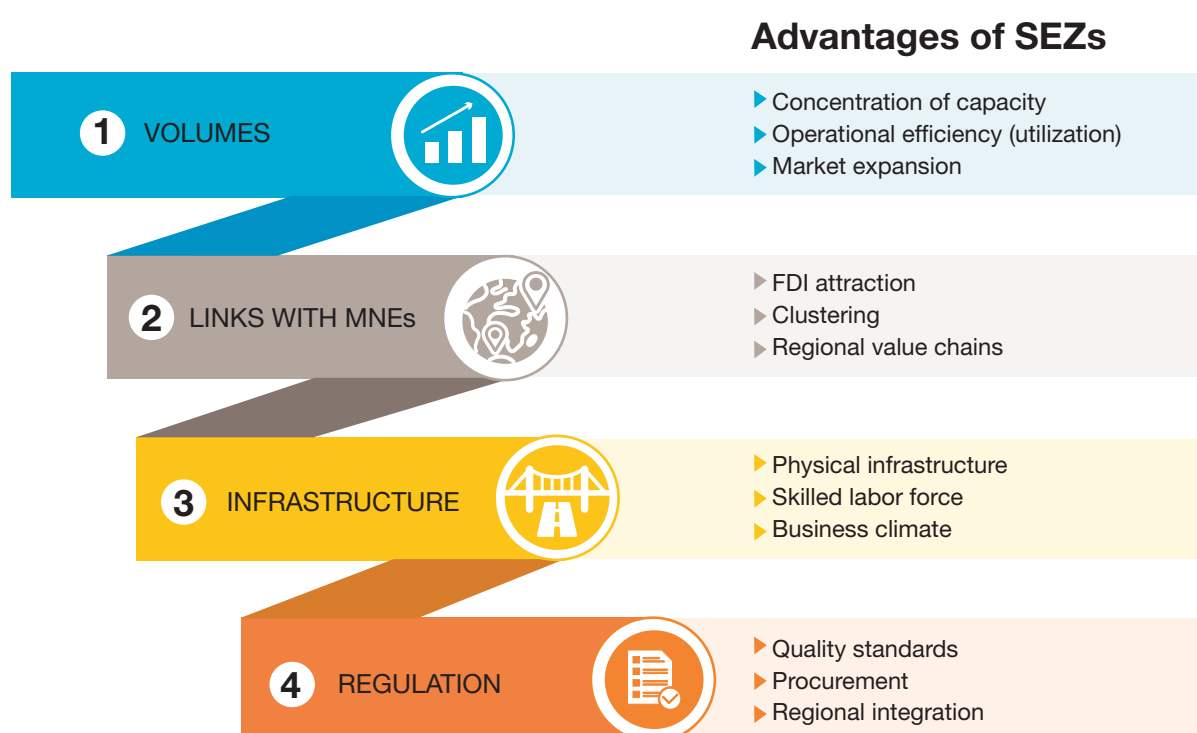 Advantages of SEZs
1 VOLUMES
Concentration of capacity
Operational efficiency (utilization)
Market expansion
2 LINKS WITH MNEs
FDI attraction
Clustering
Regional value chains
3 INFRASTRUCTURE
Physical infrastructure
Skilled labor force
Business climate
4 REGULATION
Quality standards
Procurement
Regional integration